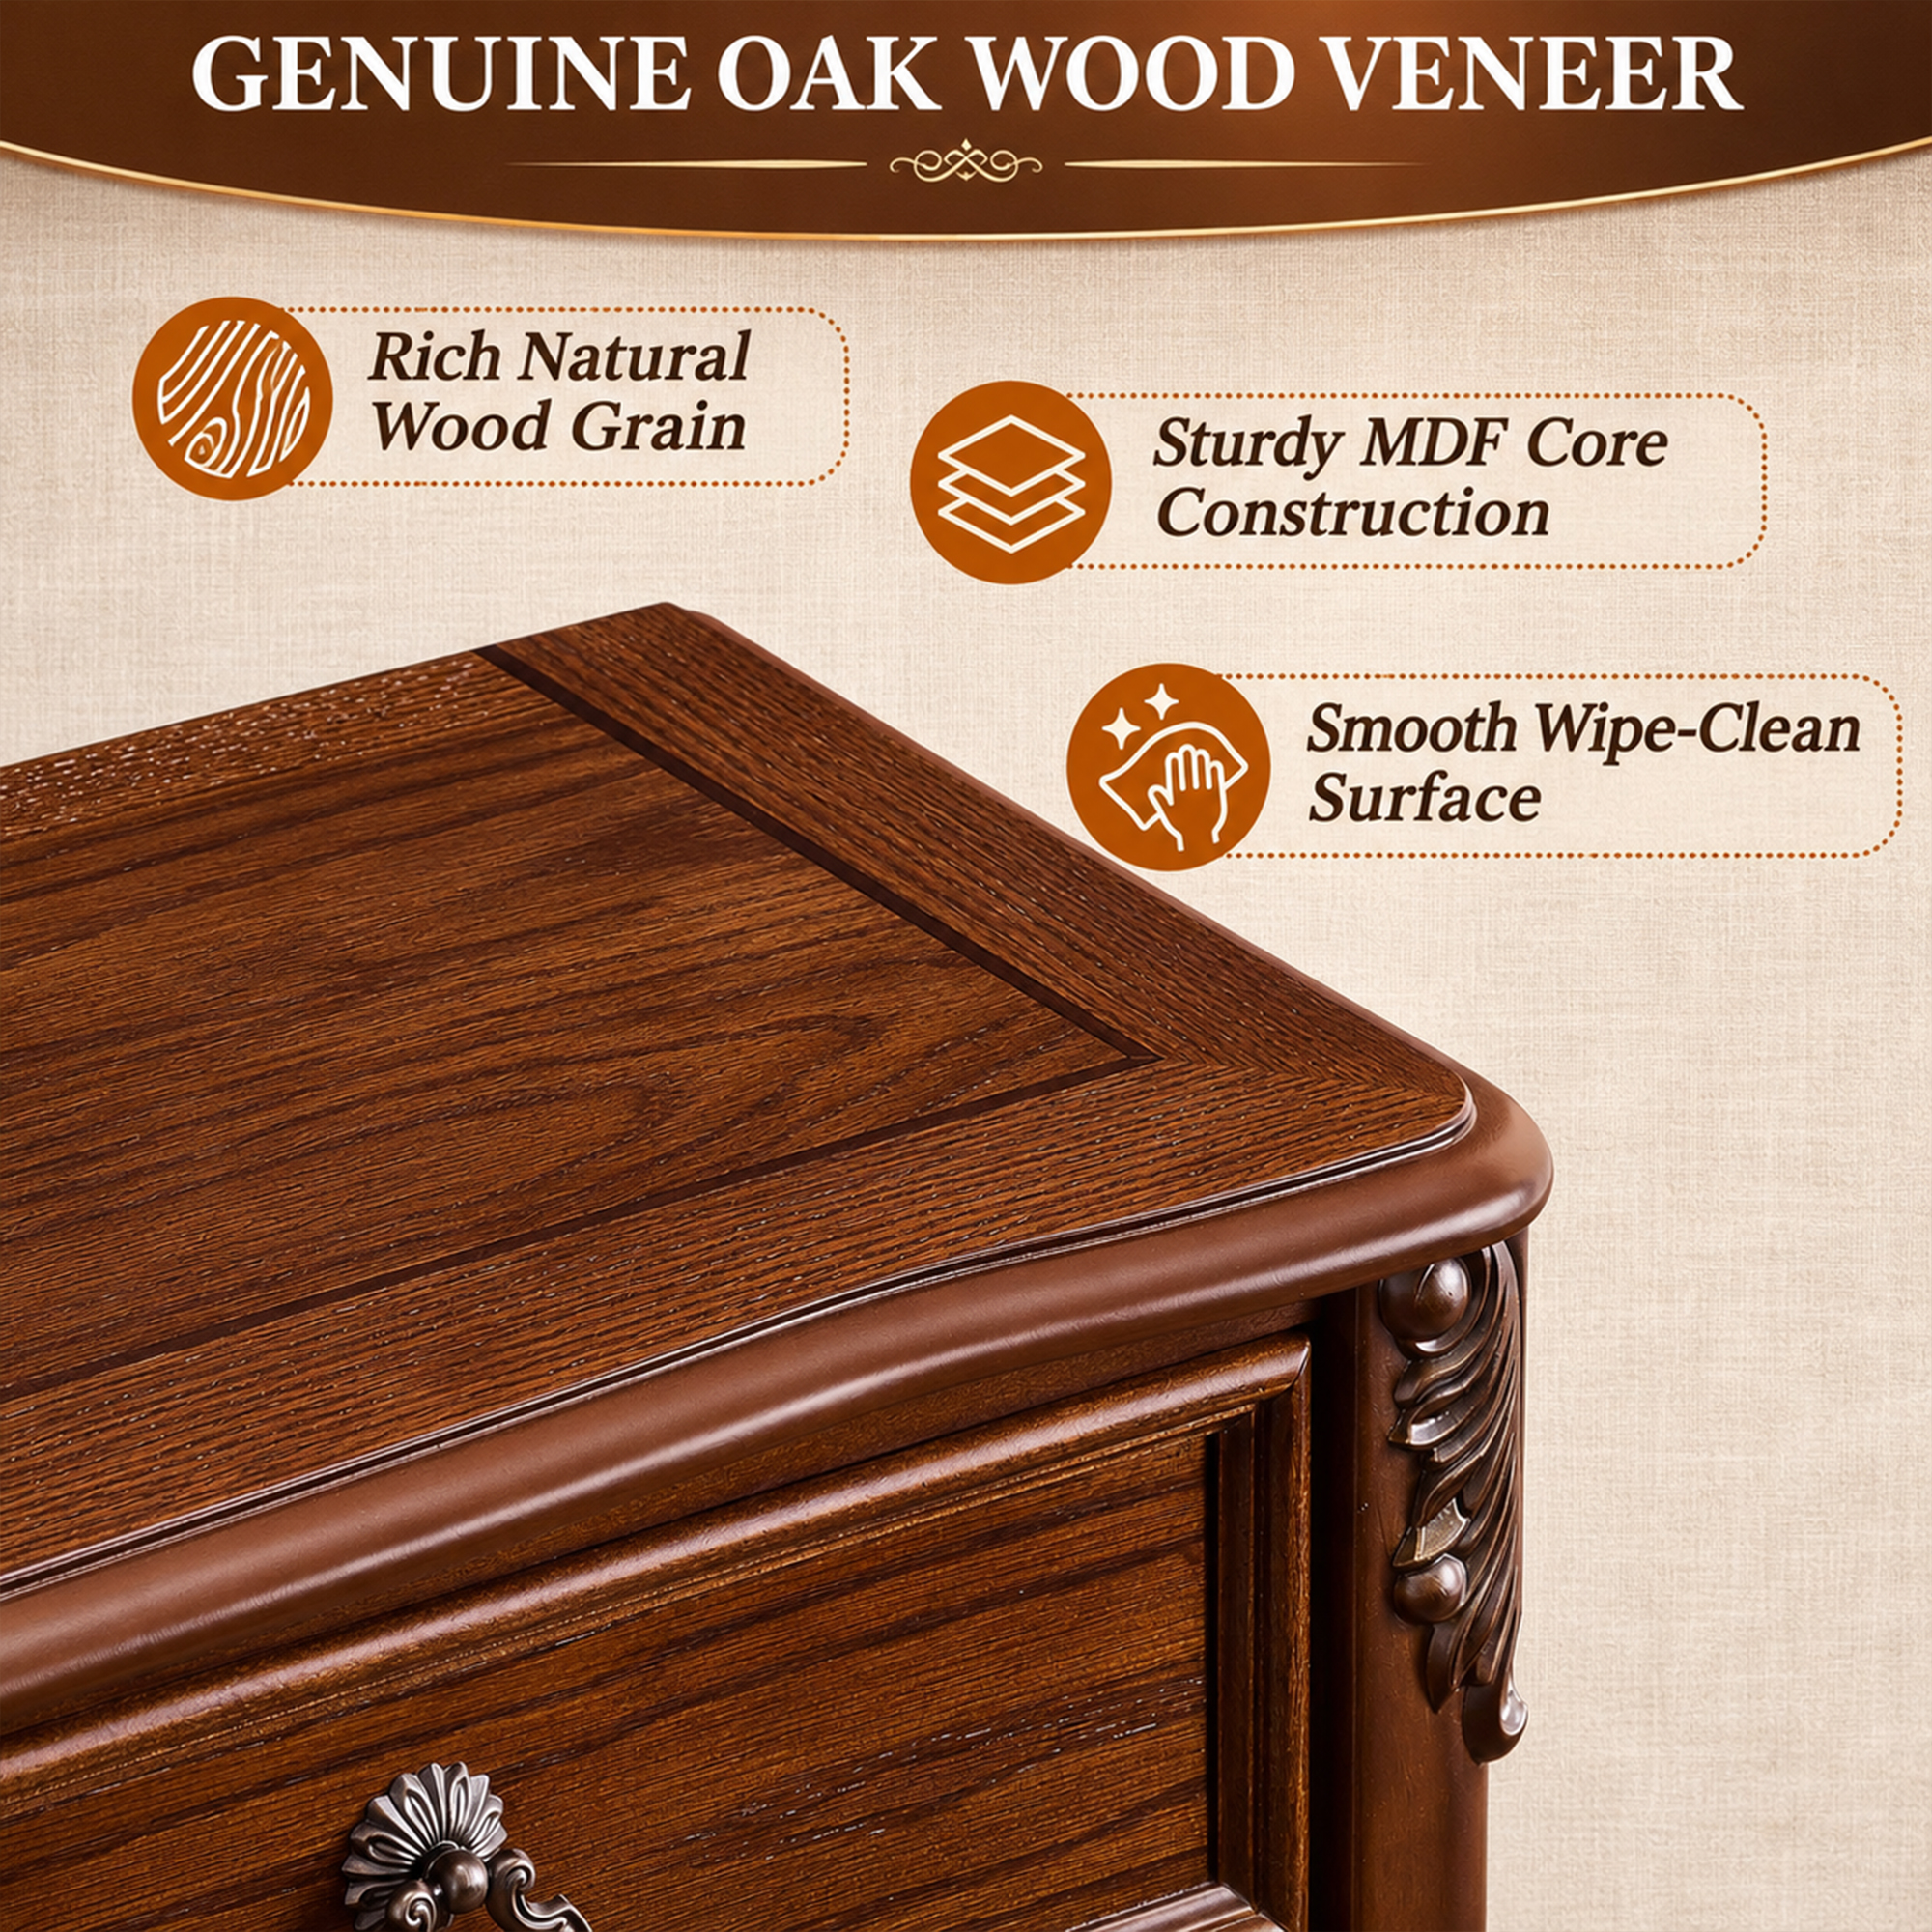 GENUINE OAK WOOD VENEER
Rich Natural
Wood Grain
Sturdy MDF Core
Construction
Smooth Wipe-Clean
Surface